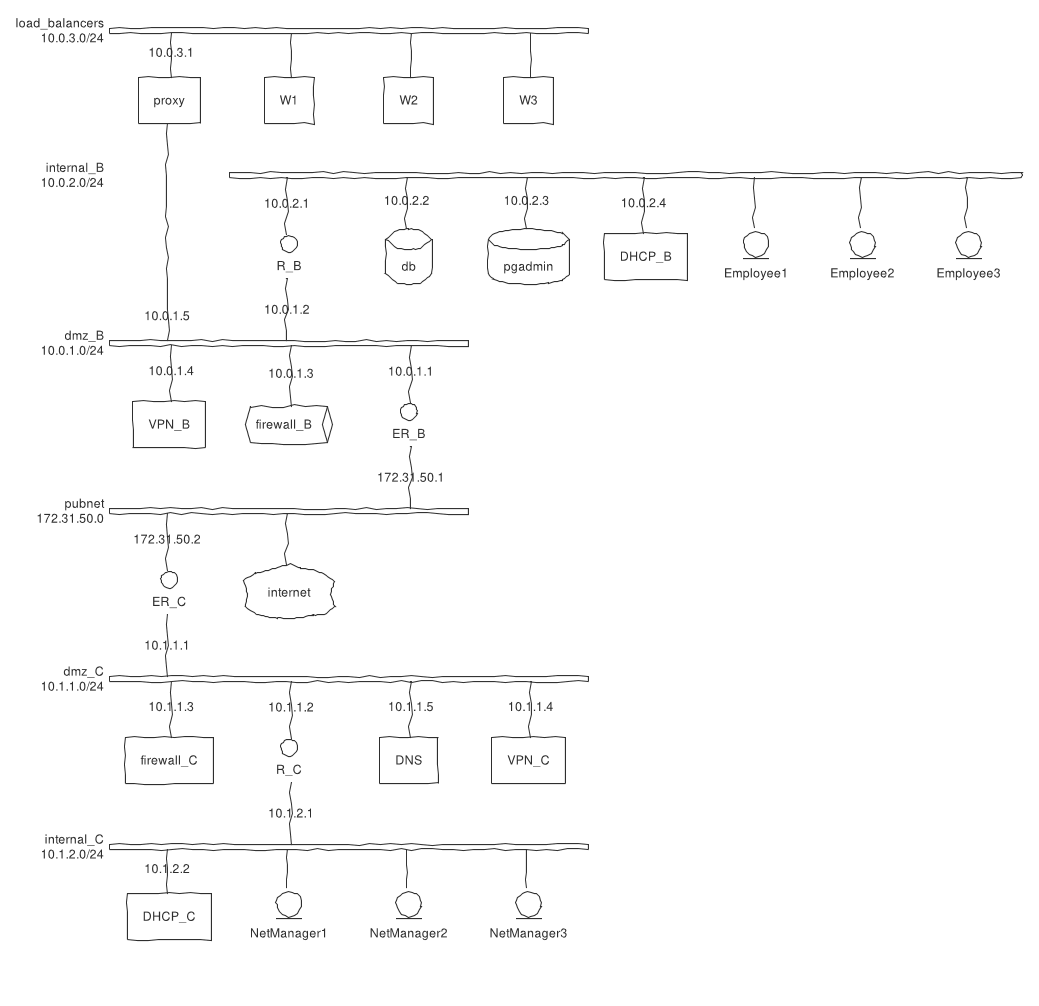 load_balancers
10.0.3.0/24
10.0.3.1
proxy
W1
W2
W3
internal_B
10.0.2.0/24
10.0.2.1
10.0.2.2
10.0.2.3
10.0.2.4
R_B
db
pgadmin
DHCP_B
Employee1
Employee2
Employee3
10.0.1.5
10.0.1.2
dmz_B
10.0.1.0/24
10.0.1.4
10.0.1.3
10.0.1.1
VPN_B
firewall_B
ER_B
172.31.50.1
pubnet
172.31.50.0
172.31.50.2
ER_C
internet
10.1.1.1
dmz_C
10.1.1.0/24
10.1.1.3
10.1.1.2
10.1.1.5
10.1.1.4
firewall_C
R_C
DNS
VPN_C
10.1.2.1
internal_C
10.1.2.0/24
10.1.2.2
DHCP_C
NetManager1
NetManager2
NetManager3